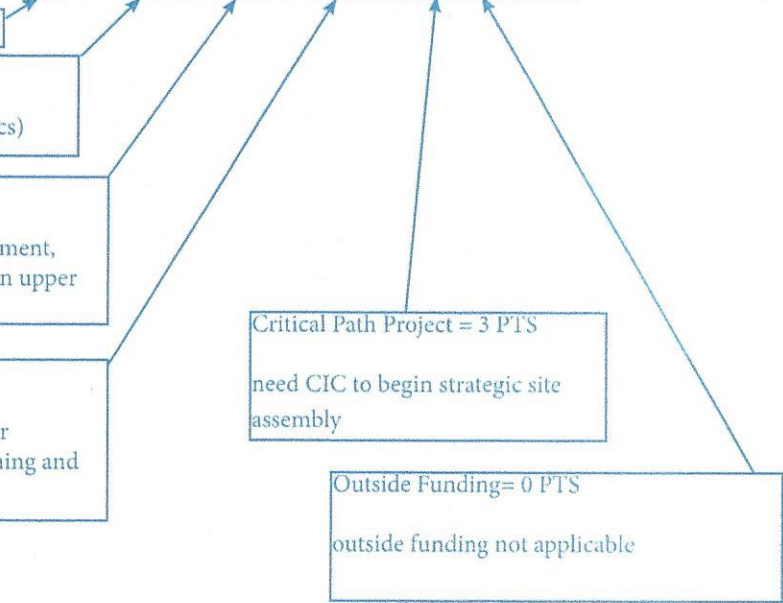 cs)
ment,
n upper
Critical Path Project = 3 PTS
need CIC to begin strategic site
assembly
r
ning and
Outside Funding= 0 PTS
outside funding not applicable